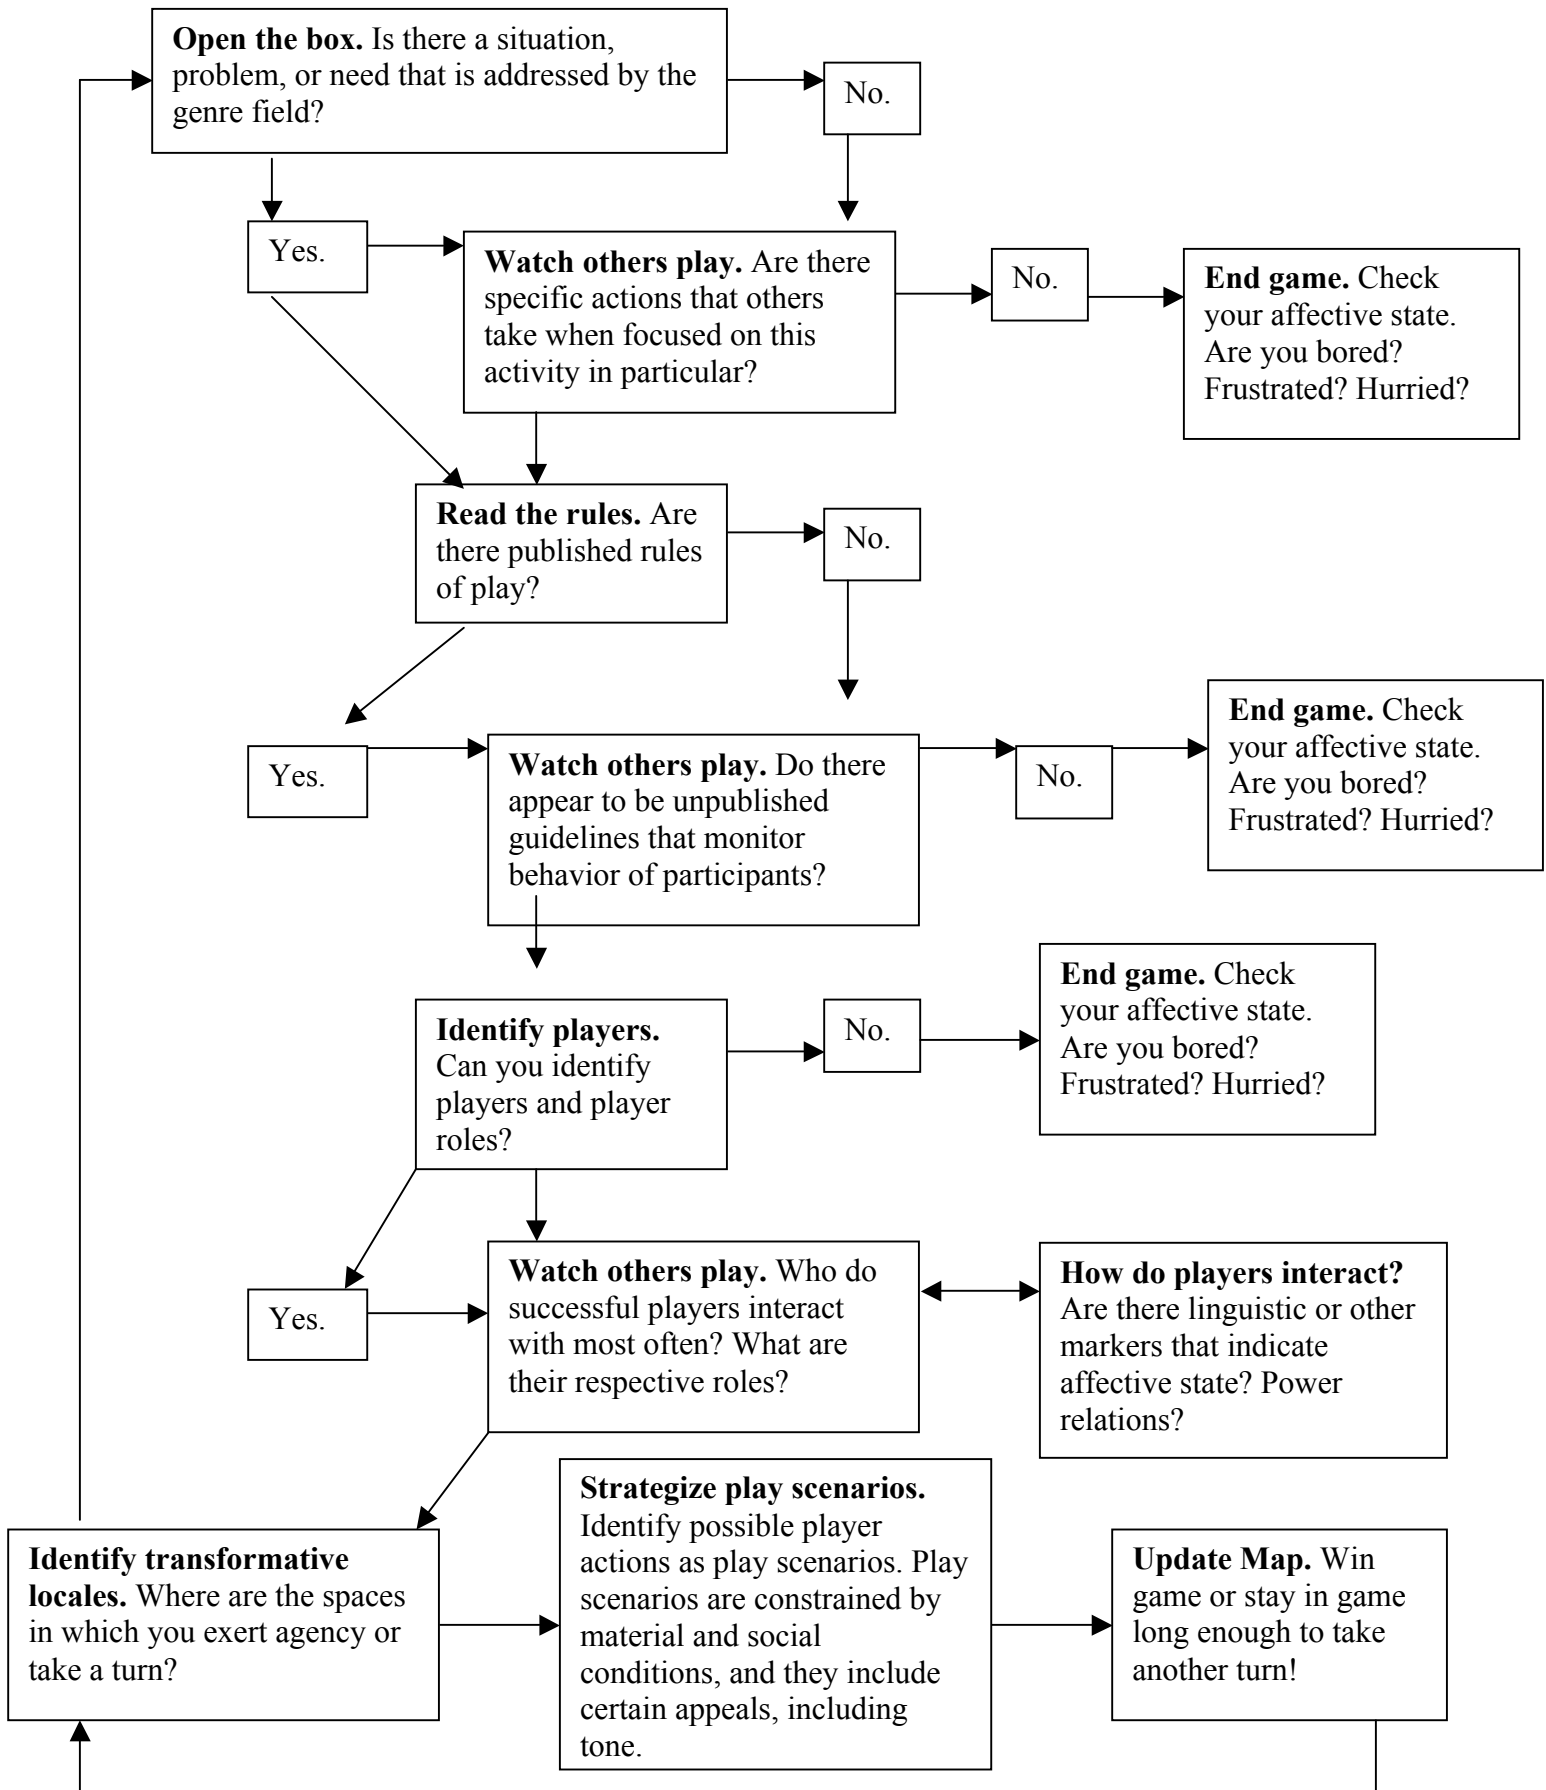 Open the box. Is there a situation,
problem, or need that is addressed by the
genre field?
No.
Yes.
Watch others play. Are there
specific actions that others
take when focused on this
activity in particular?
No.
End game. Check
your affective state.
Are you bored?
Frustrated? Hurried?
Read the rules. Are
there published rules
of play?
No.
Yes.
Watch others play. Do there
appear to be unpublished
guidelines that monitor
behavior of participants?
No.
End game. Check
your affective state.
Are you bored?
Frustrated? Hurried?
Identify players.
Can you identify
players and player
roles?
No.
End game. Check
your affective state.
Are you bored?
Frustrated? Hurried?
Yes.
Watch others play. Who do
successful players interact
with most often? What are
their respective roles?
How do players interact?
Are there linguistic or other
markers that indicate
affective state? Power
relations?
Identify transformative
locales. Where are the spaces
in which you exert agency or
take a turn?
Strategize play scenarios.
Identify possible player
actions as play scenarios. Play
scenarios are constrained by
material and social
conditions, and they include
certain appeals, including
tone.
Update Map. Win
game or stay in game
long enough to take
another turn!